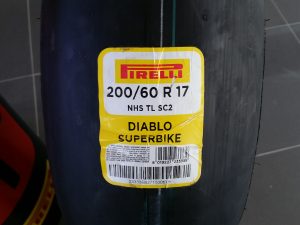 PIRELLI
200/60 R 17
NHS TL SC2
DIABLO
SUPERBIKE